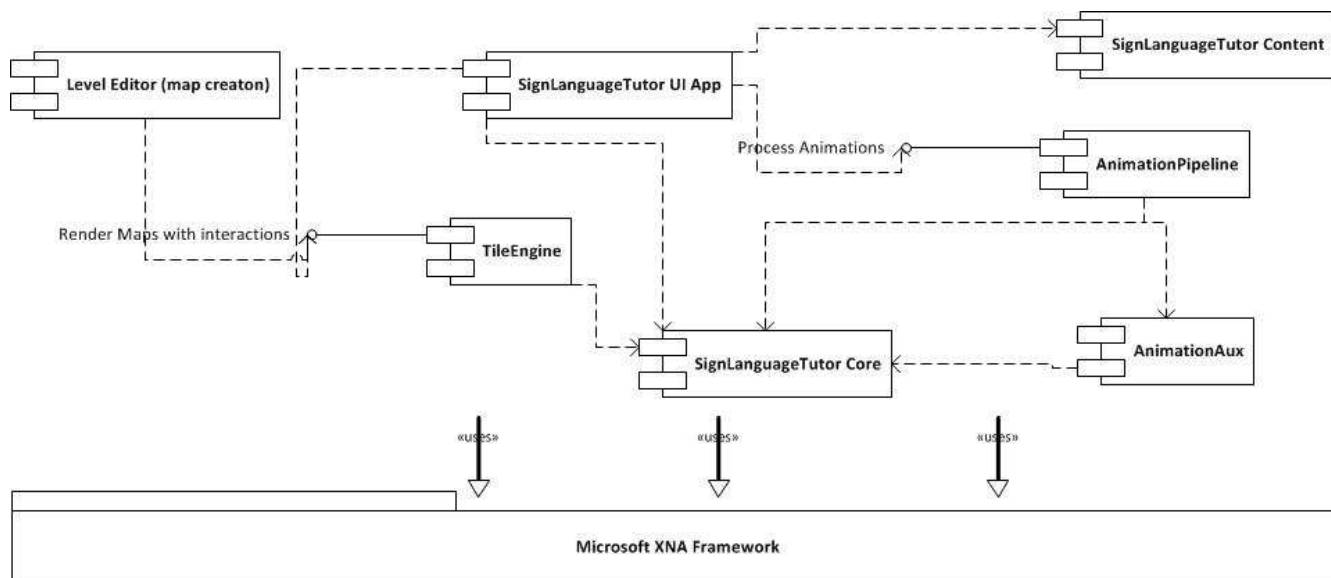 SignLanguageTutor Content
Level Editor (map creaton)
SignLanguageTutor UI App
Process Animations
AnimationPipeline
Render Maps with interactions
TileEngine
SignLanguageTutor Core
AnimationAux
«uses»
«uses»
«uses»
Microsoft XNA Framework